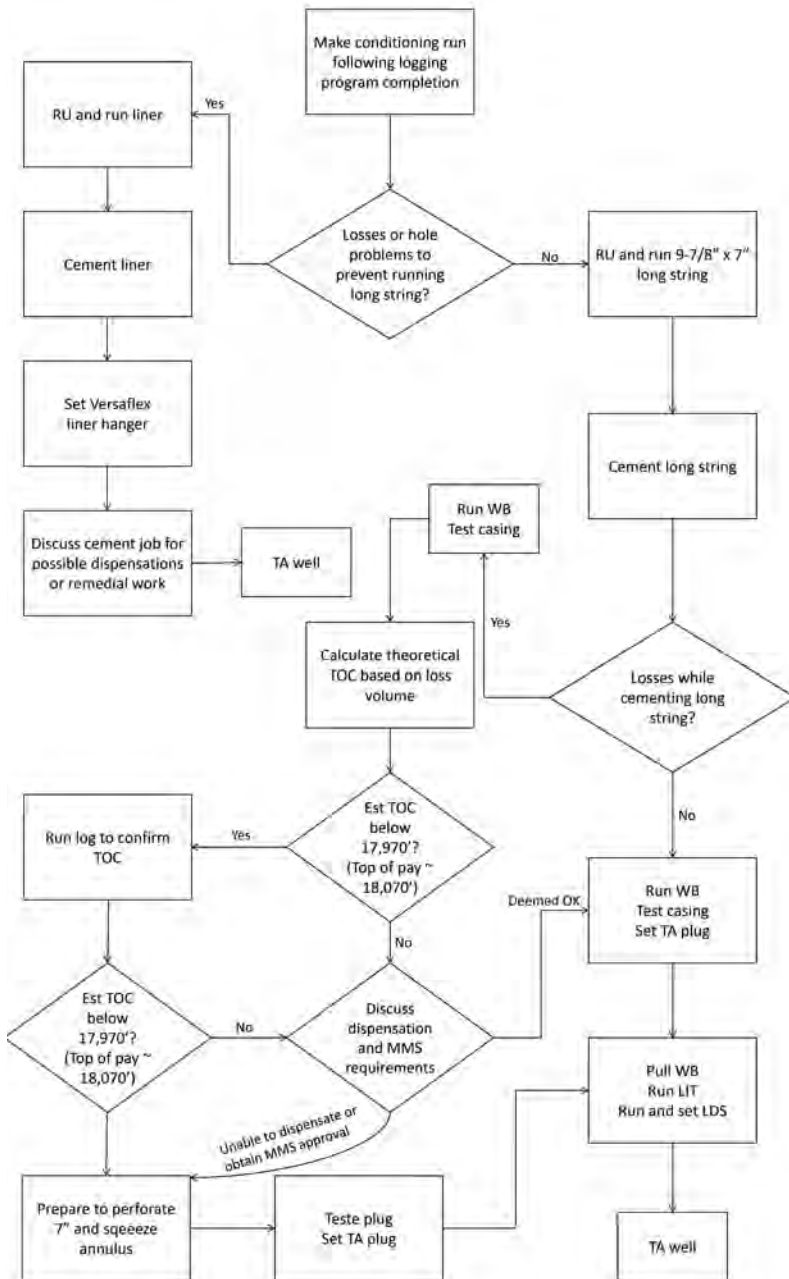 Make conditioning run
following logging
program completion
Yes
RU and run liner
Losses or hole
problems to
prevent running
long string?
No
RU and run 9-7/8" x 7"
long string
Cement liner
Set Versaflex
liner hanger
Cement long string
Run WB
Test casing
Discuss cement job for
possible dispensations
or remedial work
TA well
Yes
Calculate theoretical
TOC based on loss
volume
Losses while
cementing long
string?
No
Run log to confirm
TOC
Yes
Est TOC
below
17,970'?
(Top of pay ~
18,070')
Deemed OK
Run WB
Test casing
Set TA plug
No
Est TOC
below
17,970'?
(Top of pay ~
18,070')
No
Discuss
dispensation
and MMS
requirements
Pull WB
Run LIT
Run and set LDS
Unable to dispensate or
obtain MMS approval
Prepare to perforate
7" and sqeeeze
annulus
Teste plug
Set TA plug
TA well